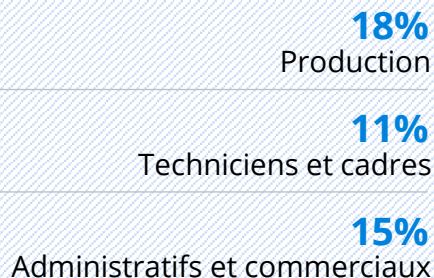 18%
Production
11%
Techniciens et cadres
15%
Administratifs et commerciaux